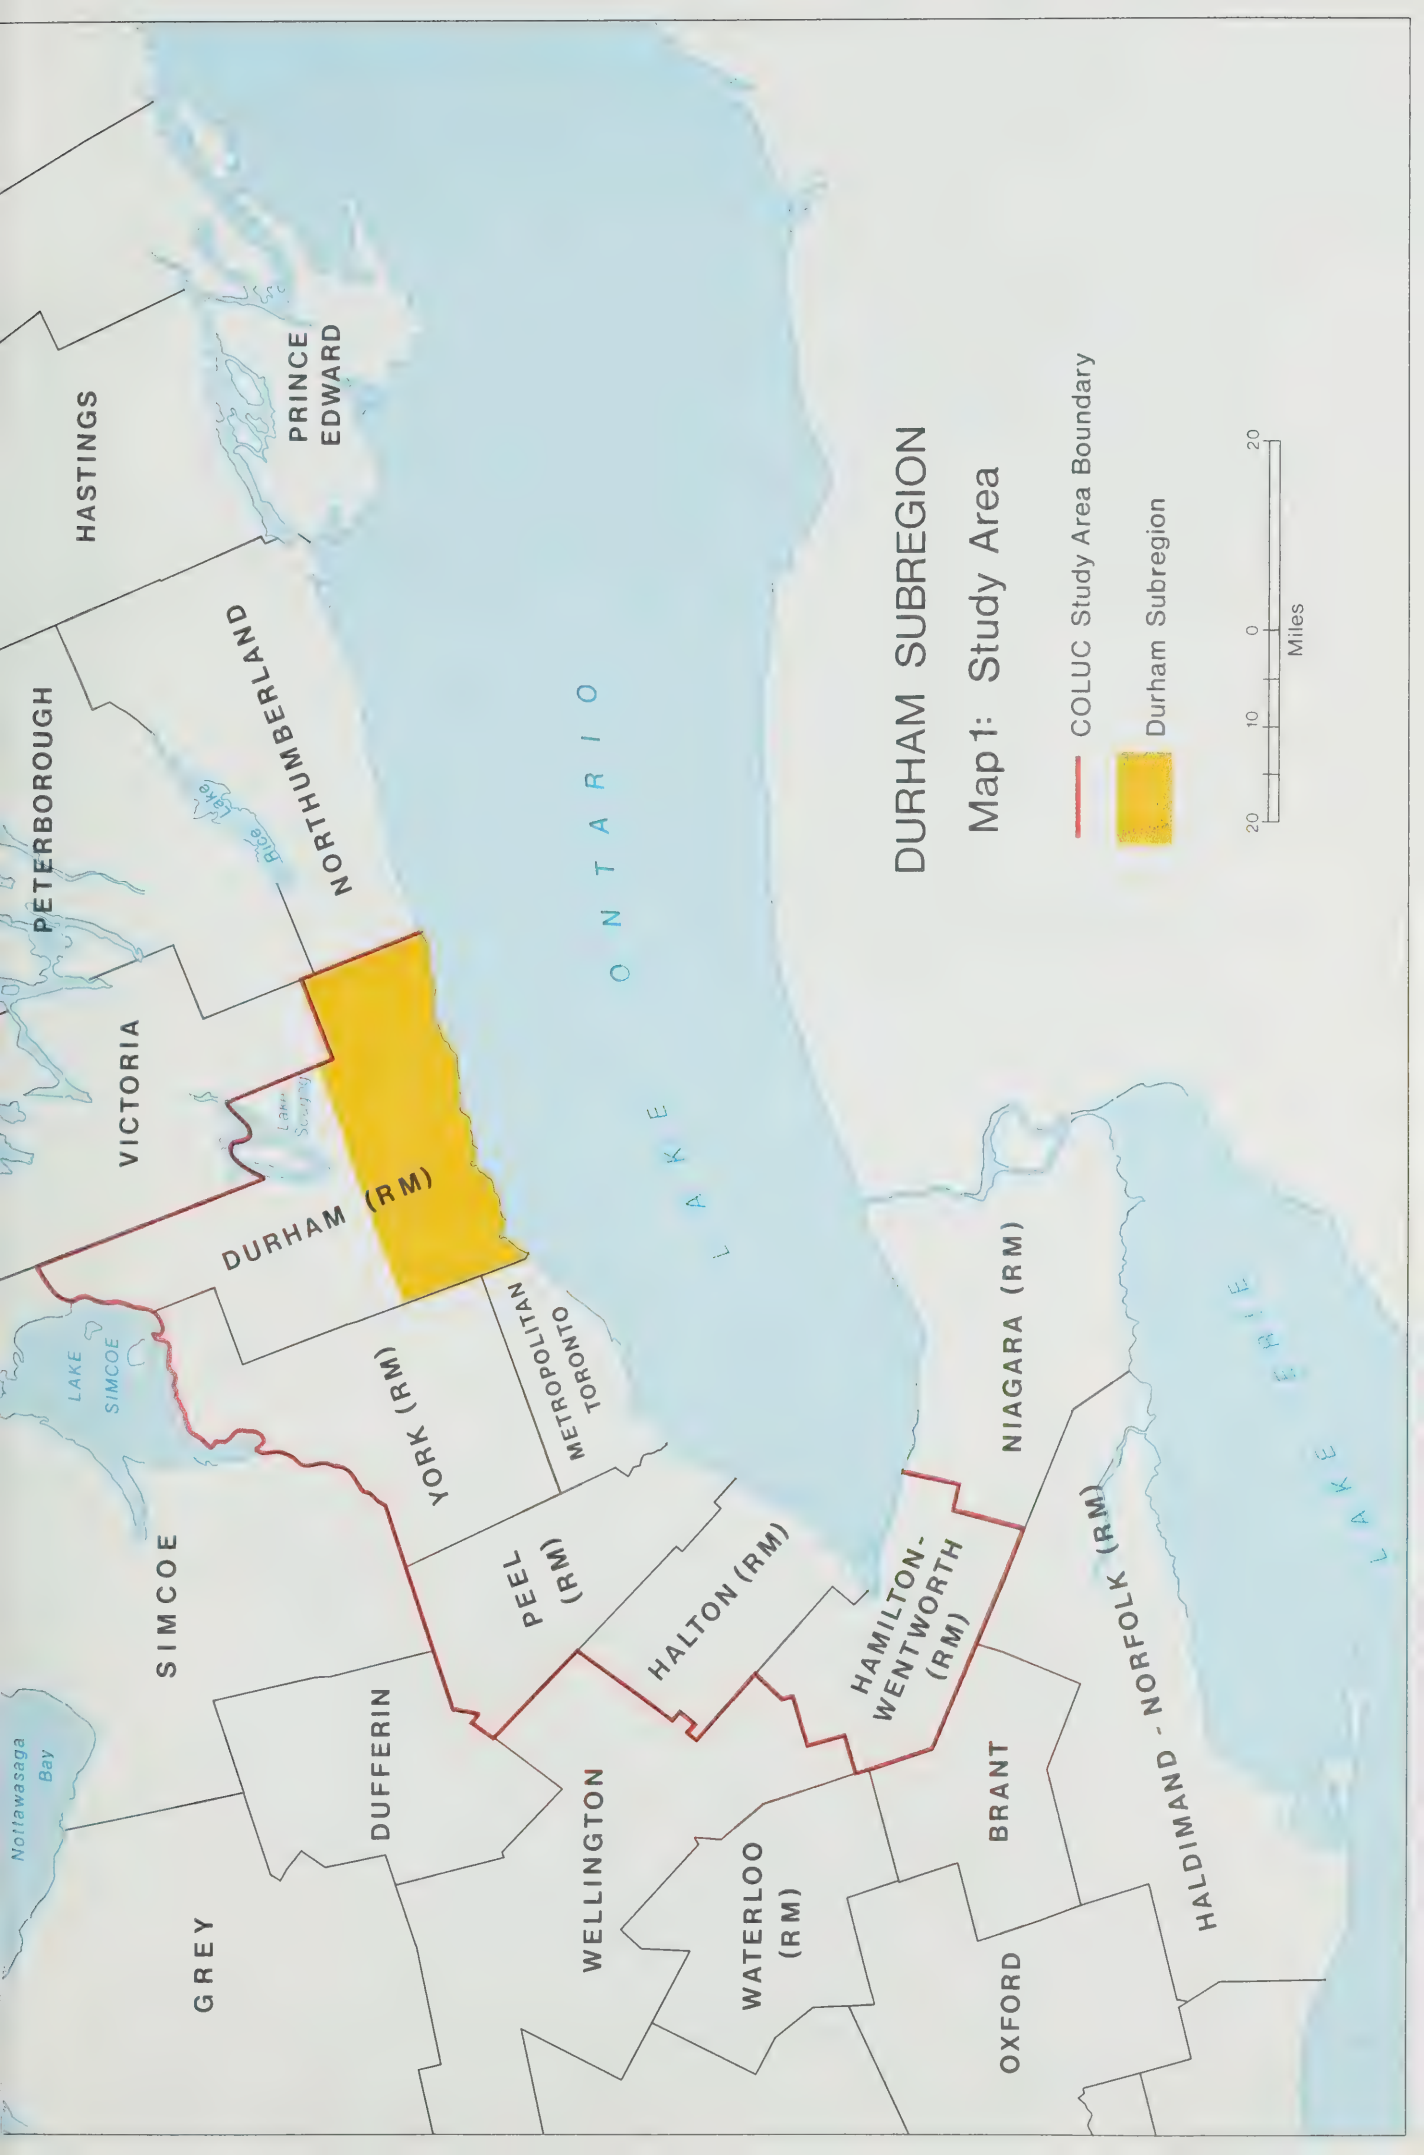 Nottawasaga
Bay
GREY
SIMCOE
LAKE
SIMCOE
VICTORIA
PETERBOROUGH
HASTINGS
DUFFERIN
DURHAM (RM)
Lake
Scugog
Rice Lake
NORTHUMBERLAND
PRINCE
EDWARD
YORK (RM)
METROPOLITAN
TORONTO
PEEL
(RM)
WELLINGTON
HALTON (RM)
WATERLOO
(RM)
HAMILTON-
WENTWORTH
(RM)
LAKE ONTARIO
BRANT
OXFORD
NIAGARA (RM)
HALDIMAND - NORFOLK (RM)
LAKE ERIE
DURHAM SUBREGION
Map 1: Study Area
COLUC Study Area Boundary
Durham Subregion
20 10 0 20
Miles